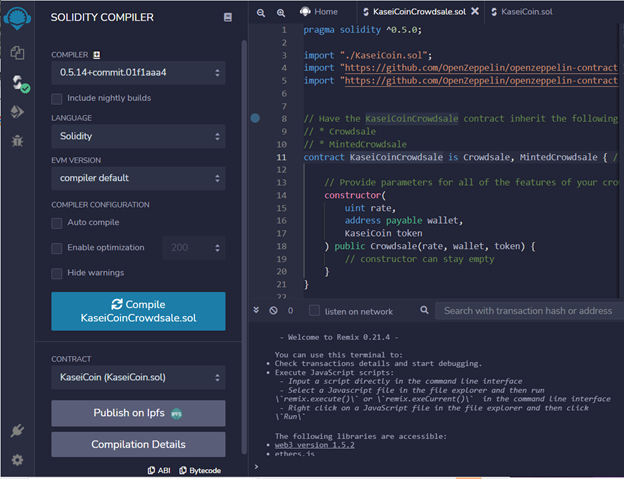 SOLIDITY COMPILER
COMPILER
0.5.14+commit.01f1aaa4
Include nightly builds
LANGUAGE
Solidity
EVM VERSION
compiler default
COMPILER CONFIGURATION
Auto compile
Enable optimization 200
Hide warnings
Compile
KaseiCoinCrowdsale.sol
CONTRACT
KaseiCoin (KaseiCoin.sol)
Publish on Ipfs
Compilation Details
ABI Bytecode
Home KaseiCoinCrowdsale.sol KaseiCoin.sol
1 pragma solidity ^0.5.0;
2
3 import "./KaseiCoin.sol";
4 import "https://github.com/OpenZeppelin/openzeppelin-contract
5 import "https://github.com/OpenZeppelin/openzeppelin-contract
6
7
8 // Have the KaseiCoinCrowdsale contract inherit the following
9 // * Crowdsale
10 // * MintedCrowdsale
11 contract KaseiCoinCrowdsale is Crowdsale, MintedCrowdsale { /
12
13 // Provide parameters for all of the features of your cro
14 constructor(
15 uint rate,
16 address payable wallet,
17 KaseiCoin token
18 ) public Crowdsale(rate, wallet, token) {
19 // constructor can stay empty
20 }
21 }
22
0 listen on network Search with transaction hash or address
- Welcome to Remix 0.21.4 -
You can use this terminal to:
• Check transactions details and start debugging.
• Execute JavaScript scripts:
- Input a script directly in the command line interface
- Select a Javascript file in the file explorer and then run
\`remix.execute()\` or \`remix.exeCurrent()\` in the command line interface
- Right click on a JavaScript file in the file explorer and then click
\`Run\`
The following libraries are accessible:
• web3 version 1.5.2
• ethers.js
>